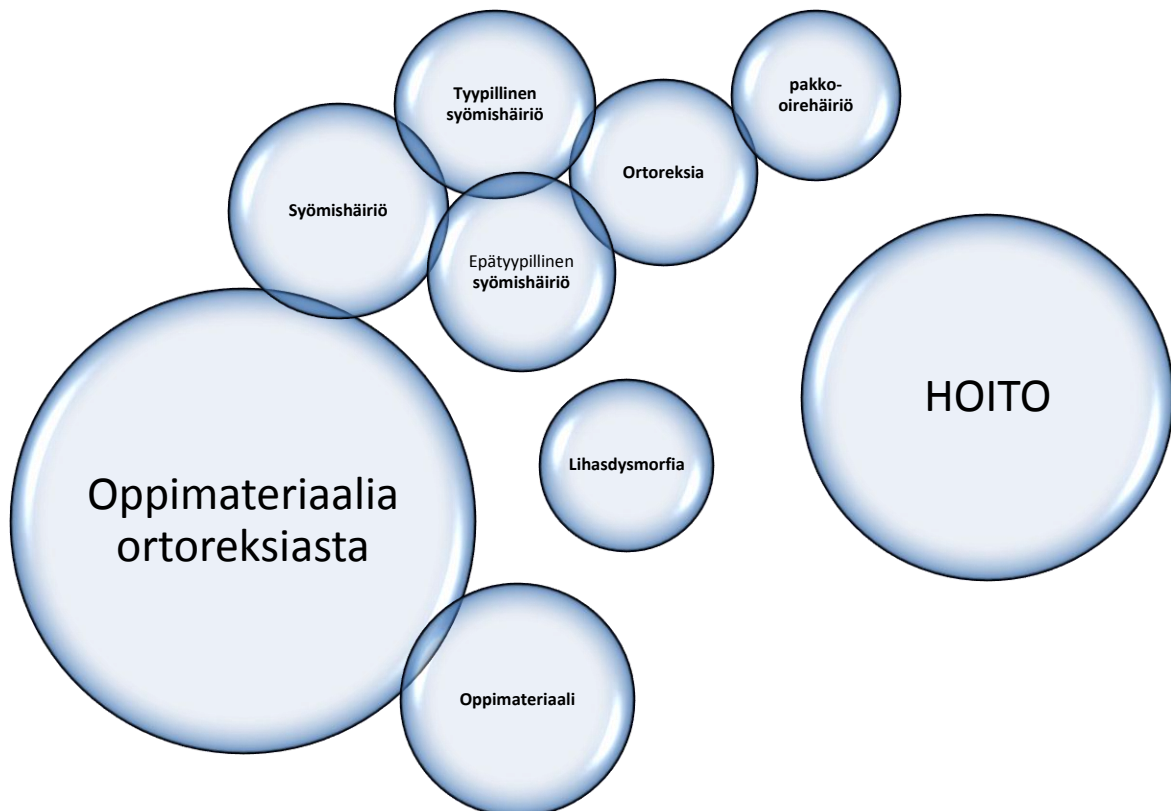 Tyypillinen
syömishäiriö
pakko-
oirehäiriö
Ortoreksia
Syömishäiriö
Epätyypillinen
syömishäiriö
HOITO
Lihasdysmorfia
Oppimateriaalia
ortoreksiasta
Oppimateriaali